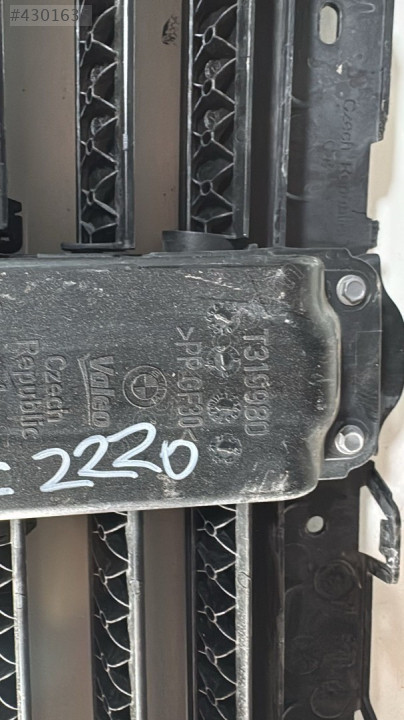 #430163
Czech Republic
T319980
>PP-GF30<
Valeo
Czech
Republic
2220